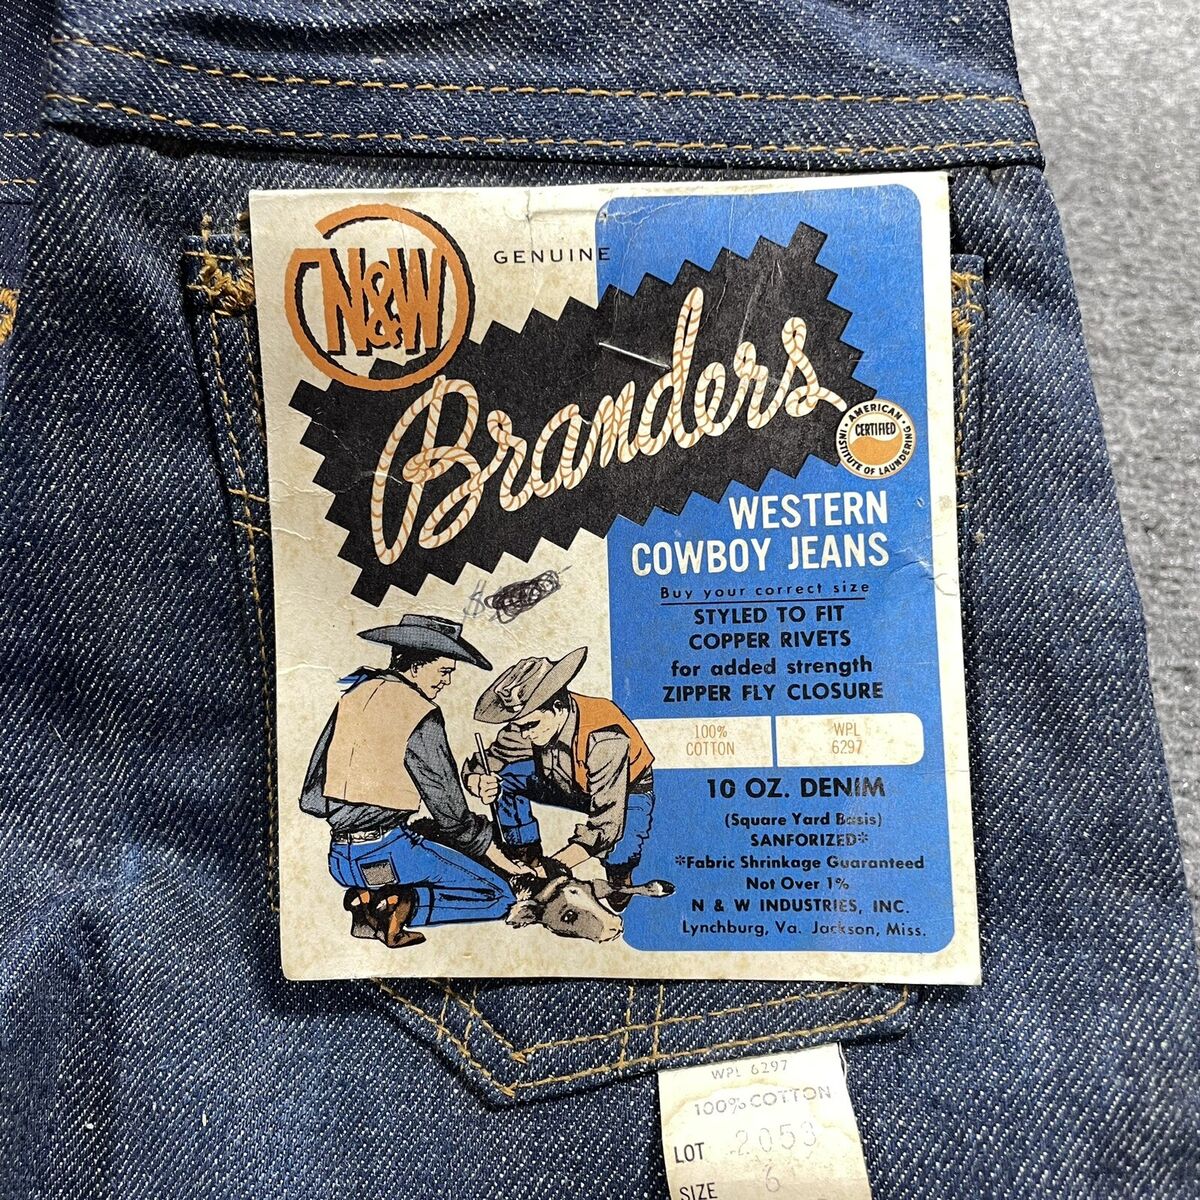 N&W
GENUINE
Branders
AMERICAN
INSTITUTE OF LAUNDERING
CERTIFIED
WESTERN
COWBOY JEANS
Buy your correct size
STYLED TO FIT
COPPER RIVETS
for added strength
ZIPPER FLY CLOSURE
100%
COTTON
WPL
6297
10 OZ. DENIM
(Square Yard Basis)
SANFORIZED*
*Fabric Shrinkage Guaranteed
Not Over 1%
N & W INDUSTRIES, INC.
Lynchburg, Va. Jackson, Miss.
$
WPL 6297
100% COTTON
LOT 2053
SIZE 6